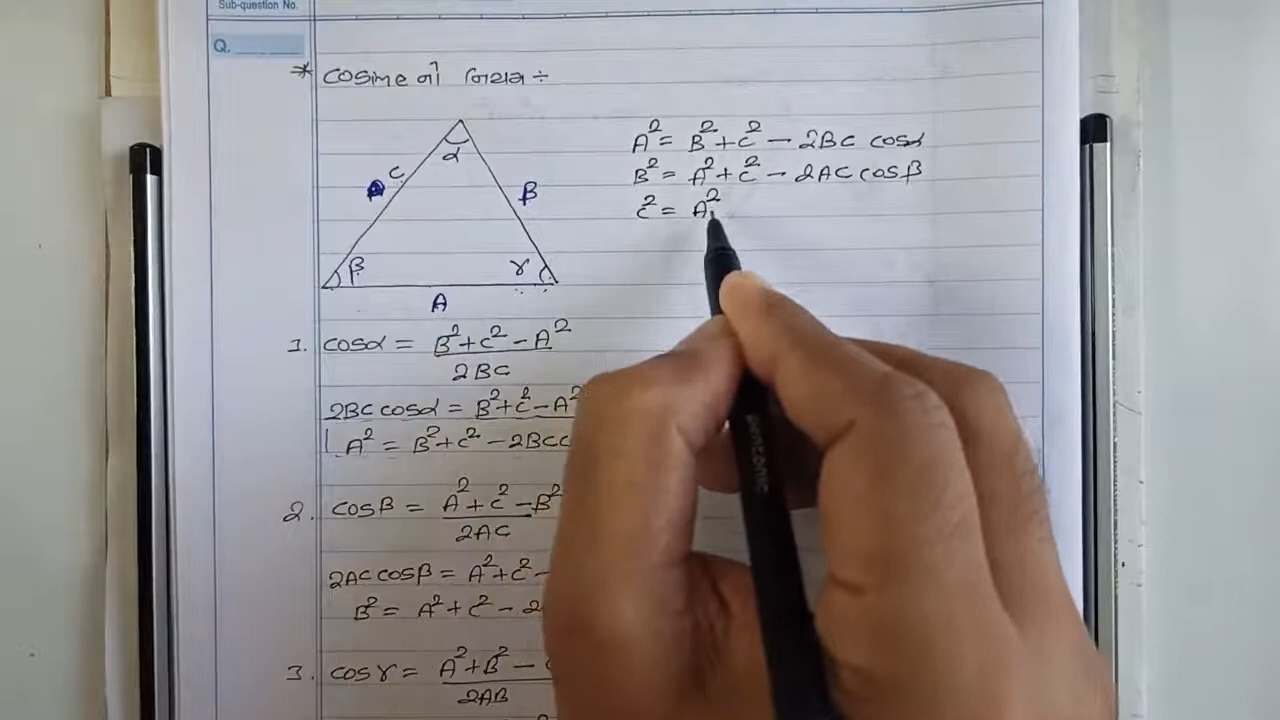 Sub-question No.
Q.
* cosine નો નિયમ ÷
α
C
B
β
γ
A
A² = B² + C² - 2BC cosα
B² = A² + C² - 2AC cosβ
C² = A²
1. cosα = B² + C² - A² / 2BC
2BC cosα = B² + C² - A²
A² = B² + C² - 2BC
2. cosβ = A² + C² - B² / 2AC
2AC cosβ = A² + C² -
B² = A² + C² - 2
3. cosγ = A² + B² - / 2AB